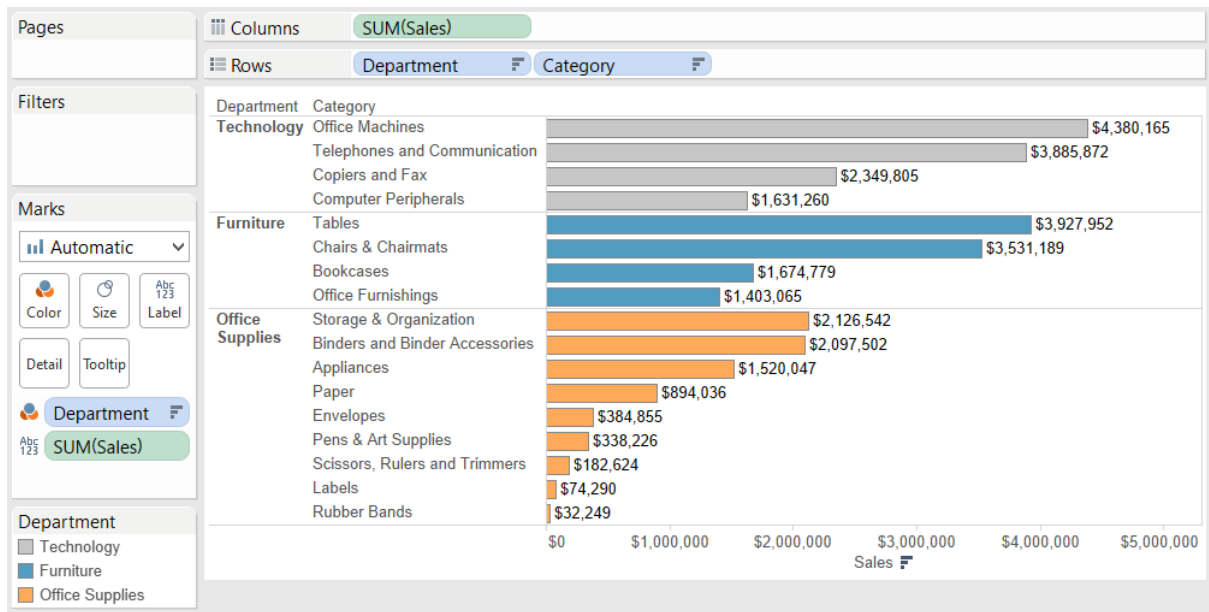 Pages
Columns
SUM(Sales)
Rows
Department
Category
Filters
Marks
Automatic
Color
Size
Abc
123
Label
Detail
Tooltip
Department
Abc
123
SUM(Sales)
Department
Technology
Furniture
Office Supplies
Department Category
Technology Office Machines $4,380,165
Telephones and Communication $3,885,872
Copiers and Fax $2,349,805
Computer Peripherals $1,631,260
Furniture Tables $3,927,952
Chairs & Chairmats $3,531,189
Bookcases $1,674,779
Office Furnishings $1,403,065
Office Storage & Organization $2,126,542
Supplies Binders and Binder Accessories $2,097,502
Appliances $1,520,047
Paper $894,036
Envelopes $384,855
Pens & Art Supplies $338,226
Scissors, Rulers and Trimmers $182,624
Labels $74,290
Rubber Bands $32,249
$0 $1,000,000 $2,000,000 $3,000,000 $4,000,000 $5,000,000
Sales